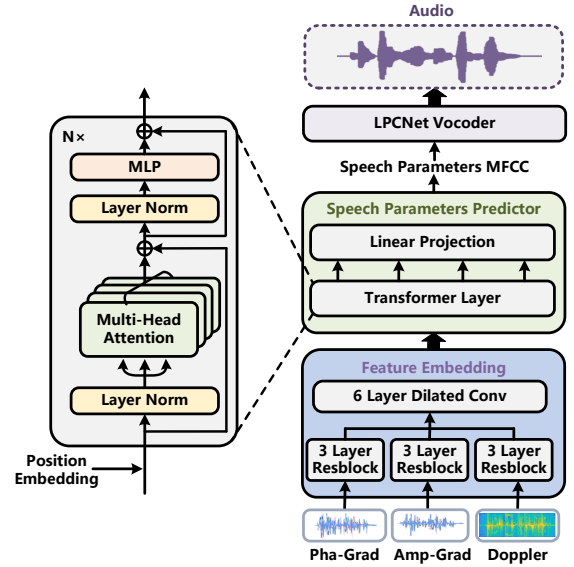 Audio
LPCNet Vocoder
Speech Parameters MFCC
Speech Parameters Predictor
Linear Projection
Transformer Layer
Feature Embedding
6 Layer Dilated Conv
3 Layer
Resblock
3 Layer
Resblock
3 Layer
Resblock
Pha-Grad
Amp-Grad
Doppler
N×
MLP
Layer Norm
Multi-Head
Attention
Layer Norm
Position
Embedding